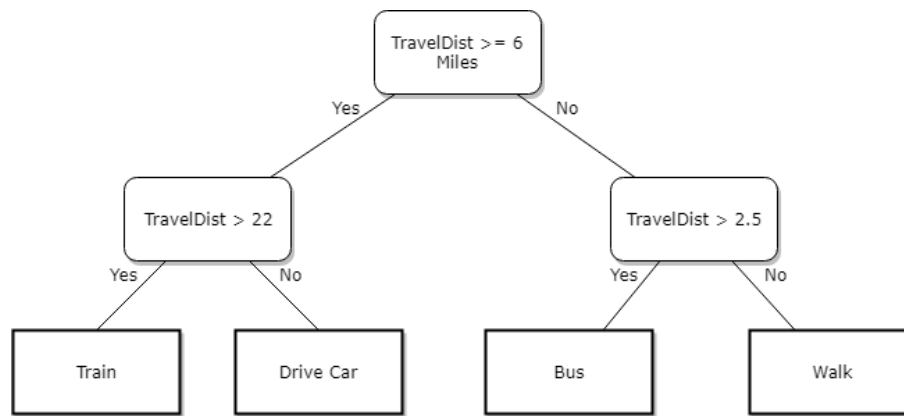 TravelDist >= 6
Miles
Yes
No
TravelDist > 22
TravelDist > 2.5
Yes
No
Yes
No
Train
Drive Car
Bus
Walk